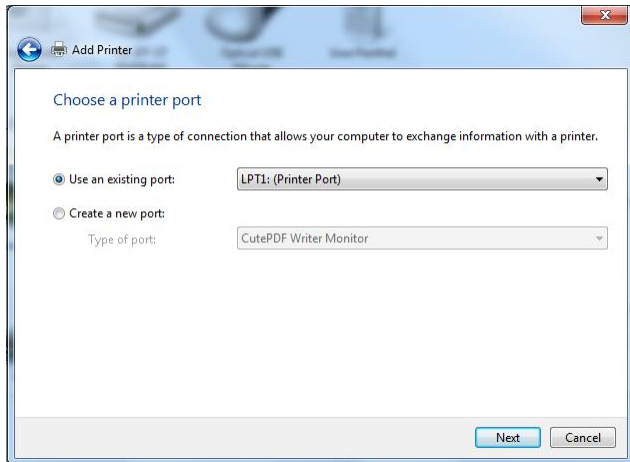 Add Printer
Choose a printer port
A printer port is a type of connection that allows your computer to exchange information with a printer.
Use an existing port: LPT1: (Printer Port)
Create a new port:
Type of port: CutePDF Writer Monitor
Next Cancel